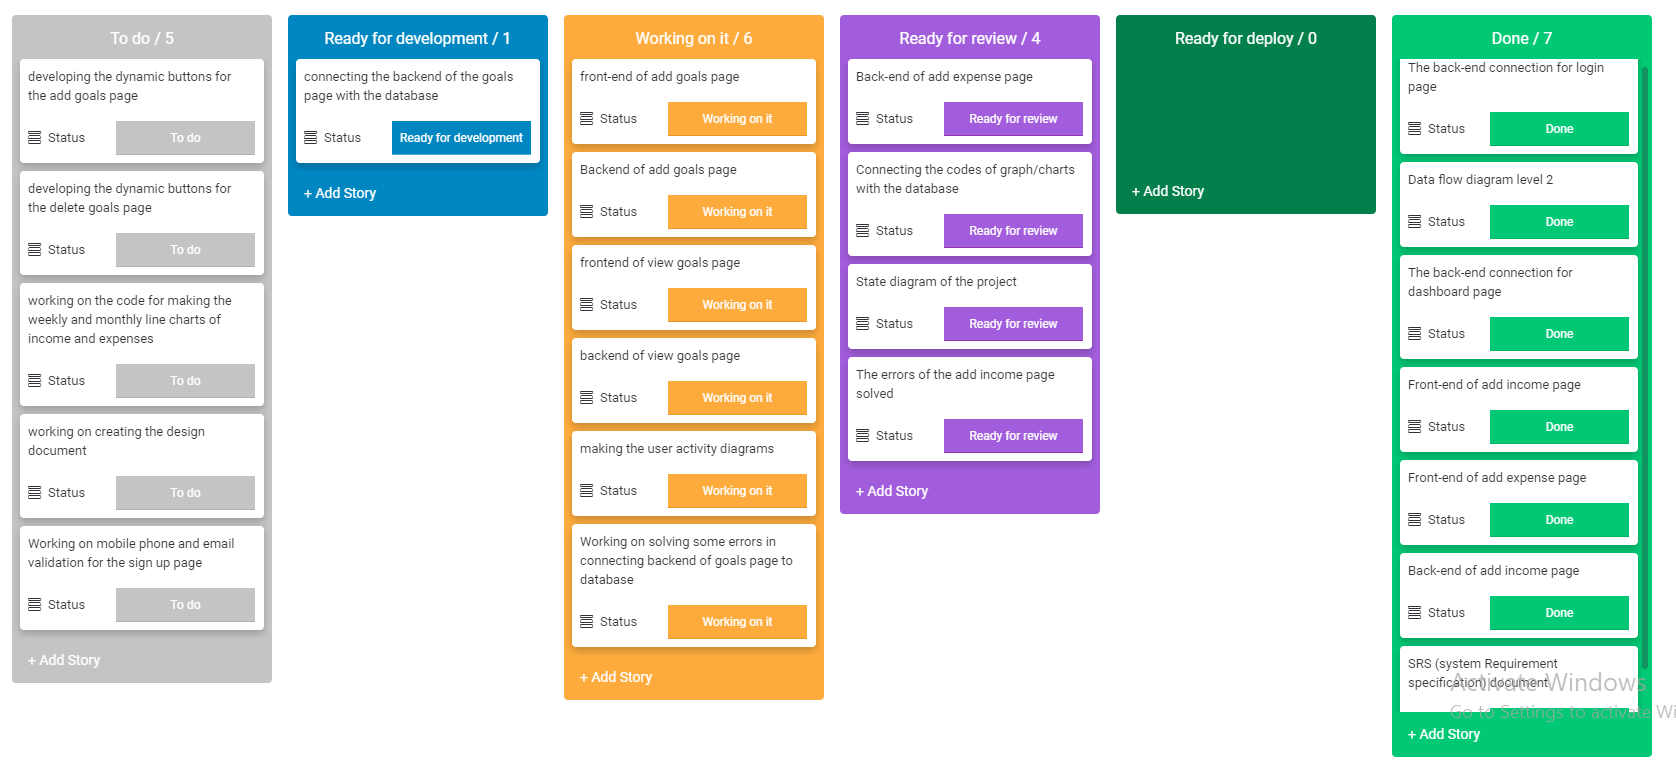 To do / 5
developing the dynamic buttons for
the add goals page
Status
To do
developing the dynamic buttons for
the delete goals page
Status
To do
working on the code for making the
weekly and monthly line charts of
income and expenses
Status
To do
working on creating the design
document
Status
To do
Working on mobile phone and email
validation for the sign up page
Status
To do
+ Add Story
Ready for development / 1
connecting the backend of the goals
page with the database
Status
Ready for development
+ Add Story
Working on it / 6
front-end of add goals page
Status
Working on it
Backend of add goals page
Status
Working on it
frontend of view goals page
Status
Working on it
backend of view goals page
Status
Working on it
making the user activity diagrams
Status
Working on it
Working on solving some errors in
connecting backend of goals page to
database
Status
Working on it
+ Add Story
Ready for review / 4
Back-end of add expense page
Status
Ready for review
Connecting the codes of graph/charts
with the database
Status
Ready for review
State diagram of the project
Status
Ready for review
The errors of the add income page
solved
Status
Ready for review
+ Add Story
Ready for deploy / 0
+ Add Story
Done / 7
The back-end connection for login
page
Status
Done
Data flow diagram level 2
Status
Done
The back-end connection for
dashboard page
Status
Done
Front-end of add income page
Status
Done
Front-end of add expense page
Status
Done
Back-end of add income page
Status
Done
SRS (system Requirement
specification) document
+ Add Story
Activate Windows
Go to Settings to activate Wi